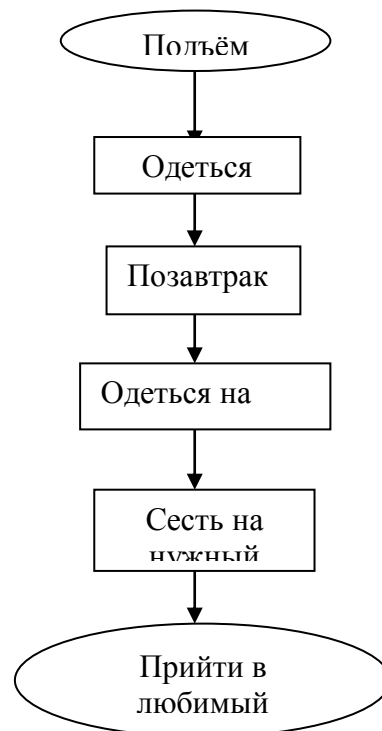 Подъём
Одеться
Позавтрак
Одеться на
Сесть на
нужный
Прийти в
любимый